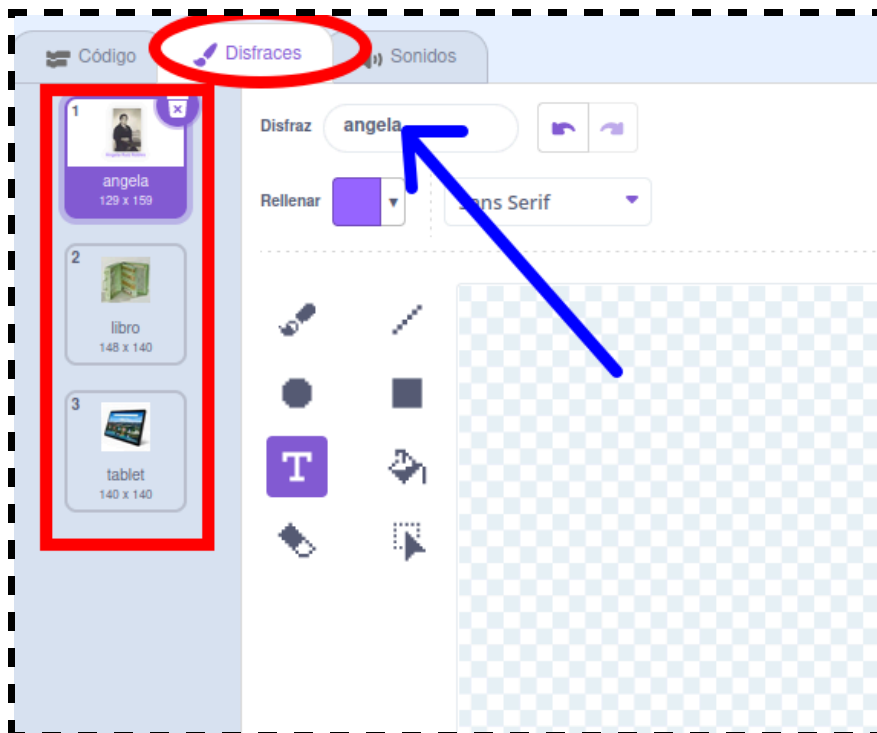 Código
Disfraces
Sonidos
1
angela
129 x 159
2
libro
148 x 140
3
tablet
140 x 140
Disfraz
angela
Rellenar
Sans Serif
T